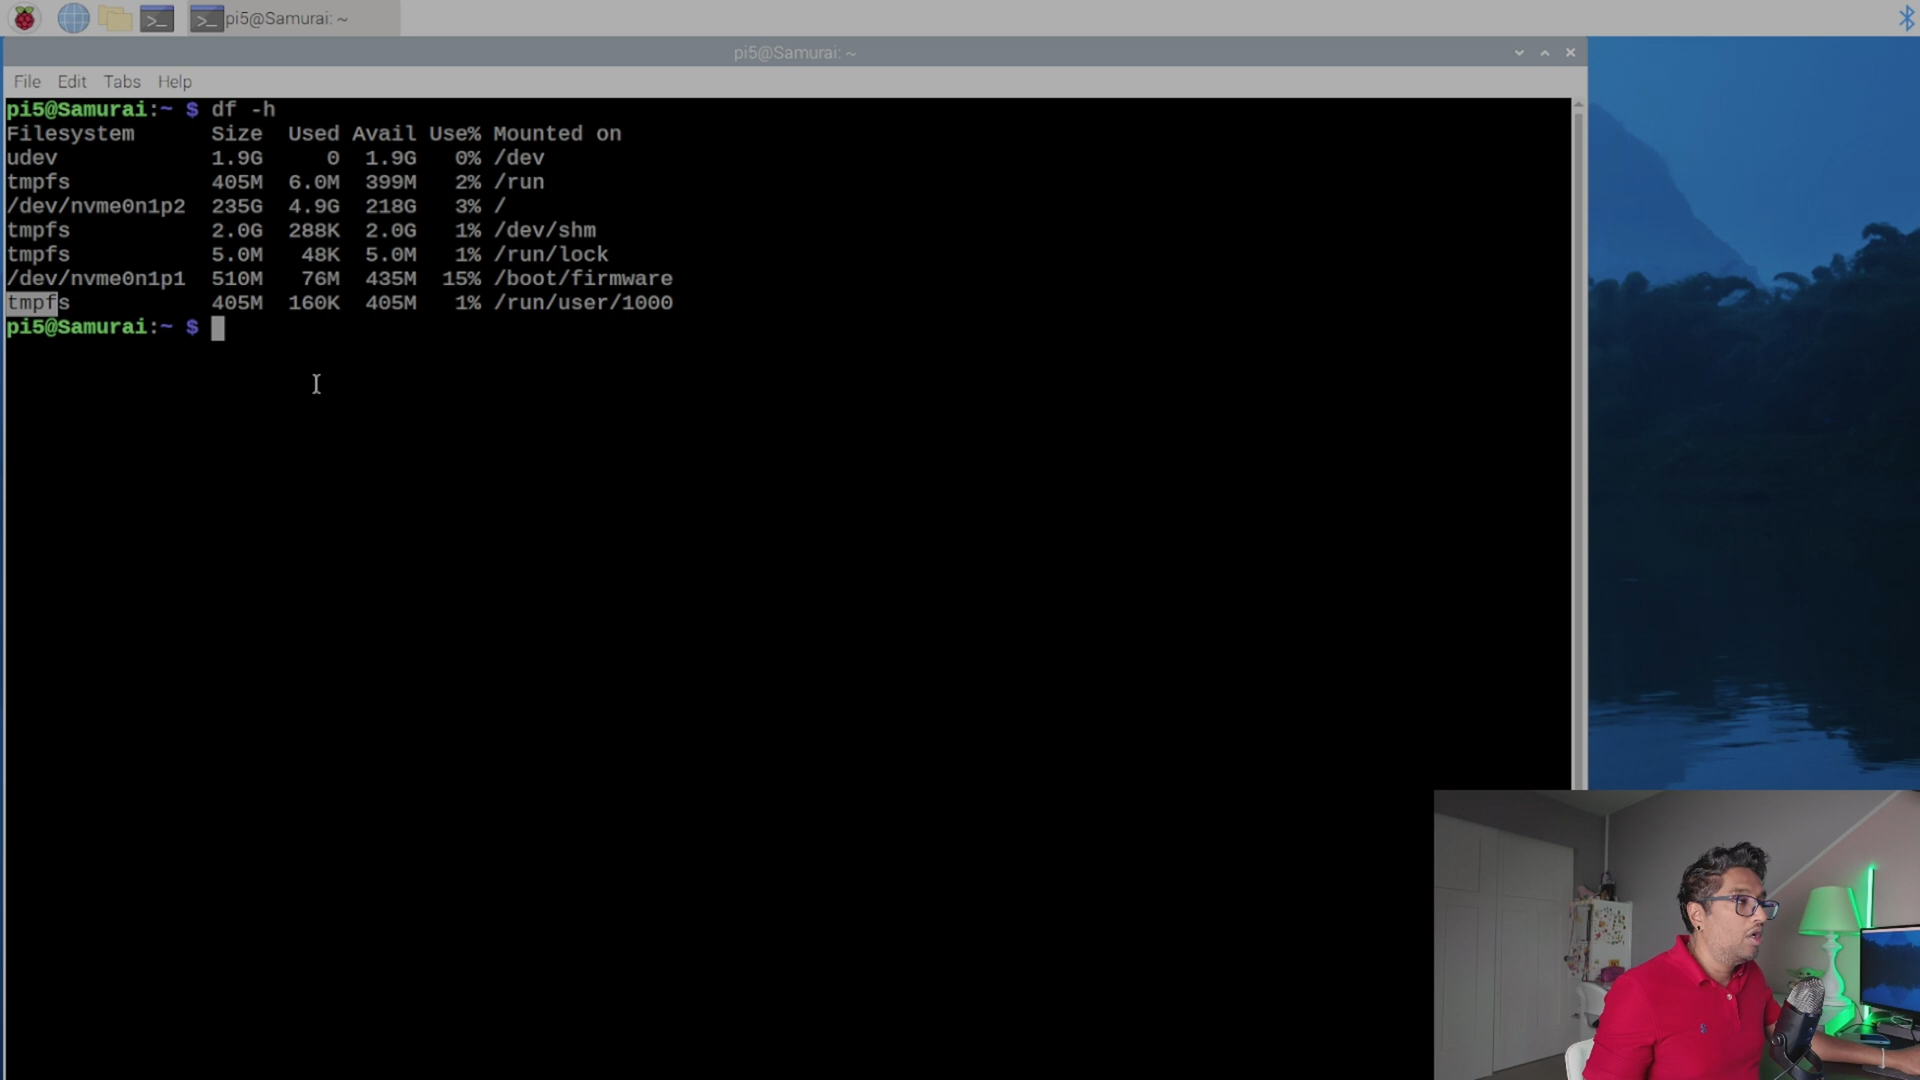 pi5@Samurai: ~
pi5@Samurai: ~
File Edit Tabs Help
pi5@Samurai:~ $ df -h
Filesystem      Size  Used Avail Use% Mounted on
udev            1.9G     0  1.9G   0% /dev
tmpfs           405M  6.0M  399M   2% /run
/dev/nvme0n1p2  235G  4.9G  218G   3% /
tmpfs           2.0G  288K  2.0G   1% /dev/shm
tmpfs           5.0M   48K  5.0M   1% /run/lock
/dev/nvme0n1p1  510M   76M  435M  15% /boot/firmware
tmpfs           405M  160K  405M   1% /run/user/1000
pi5@Samurai:~ $